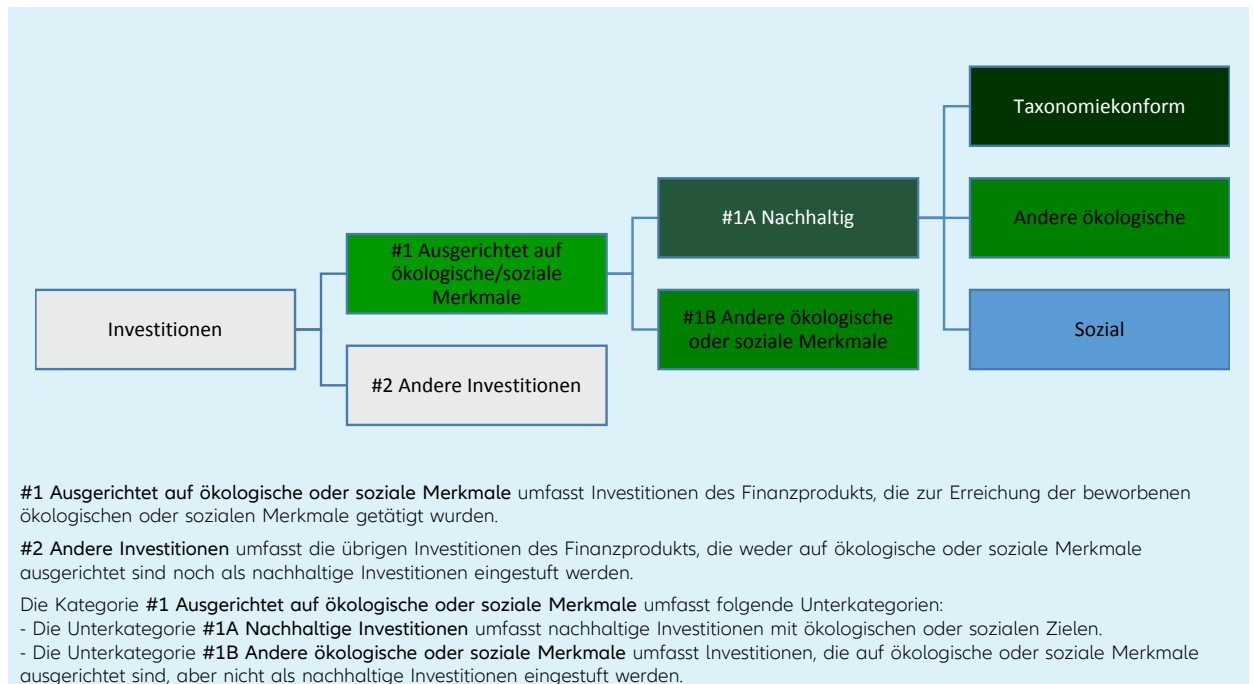 Taxonomiekonform
#1A Nachhaltig
Andere ökologische
#1 Ausgerichtet auf
ökologische/soziale
Merkmale
Investitionen
#1B Andere ökologische
oder soziale Merkmale
Sozial
#2 Andere Investitionen
#1 Ausgerichtet auf ökologische oder soziale Merkmale umfasst Investitionen des Finanzprodukts, die zur Erreichung der beworbenen
ökologischen oder sozialen Merkmale getätigt wurden.
#2 Andere Investitionen umfasst die übrigen Investitionen des Finanzprodukts, die weder auf ökologische oder soziale Merkmale
ausgerichtet sind noch als nachhaltige Investitionen eingestuft werden.
Die Kategorie #1 Ausgerichtet auf ökologische oder soziale Merkmale umfasst folgende Unterkategorien:
- Die Unterkategorie #1A Nachhaltige Investitionen umfasst nachhaltige Investitionen mit ökologischen oder sozialen Zielen.
- Die Unterkategorie #1B Andere ökologische oder soziale Merkmale umfasst lnvestitionen, die auf ökologische oder soziale Merkmale
ausgerichtet sind, aber nicht als nachhaltige Investitionen eingestuft werden.